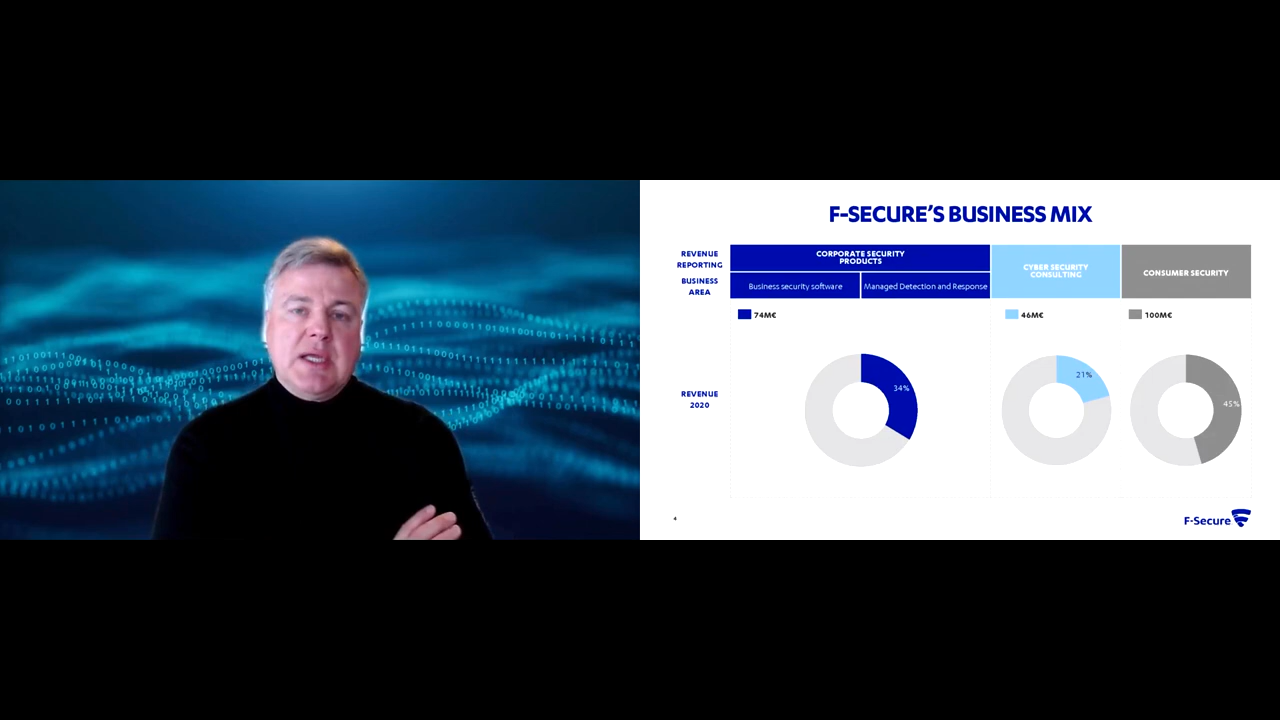 F-SECURE'S BUSINESS MIX
REVENUE
REPORTING
CORPORATE SECURITY
PRODUCTS
CYBER SECURITY
CONSULTING
CONSUMER SECURITY
BUSINESS
AREA
Business security software
Managed Detection and Response
74M€
46M€
100M€
REVENUE
2020
34%
21%
45%
4
F-Secure